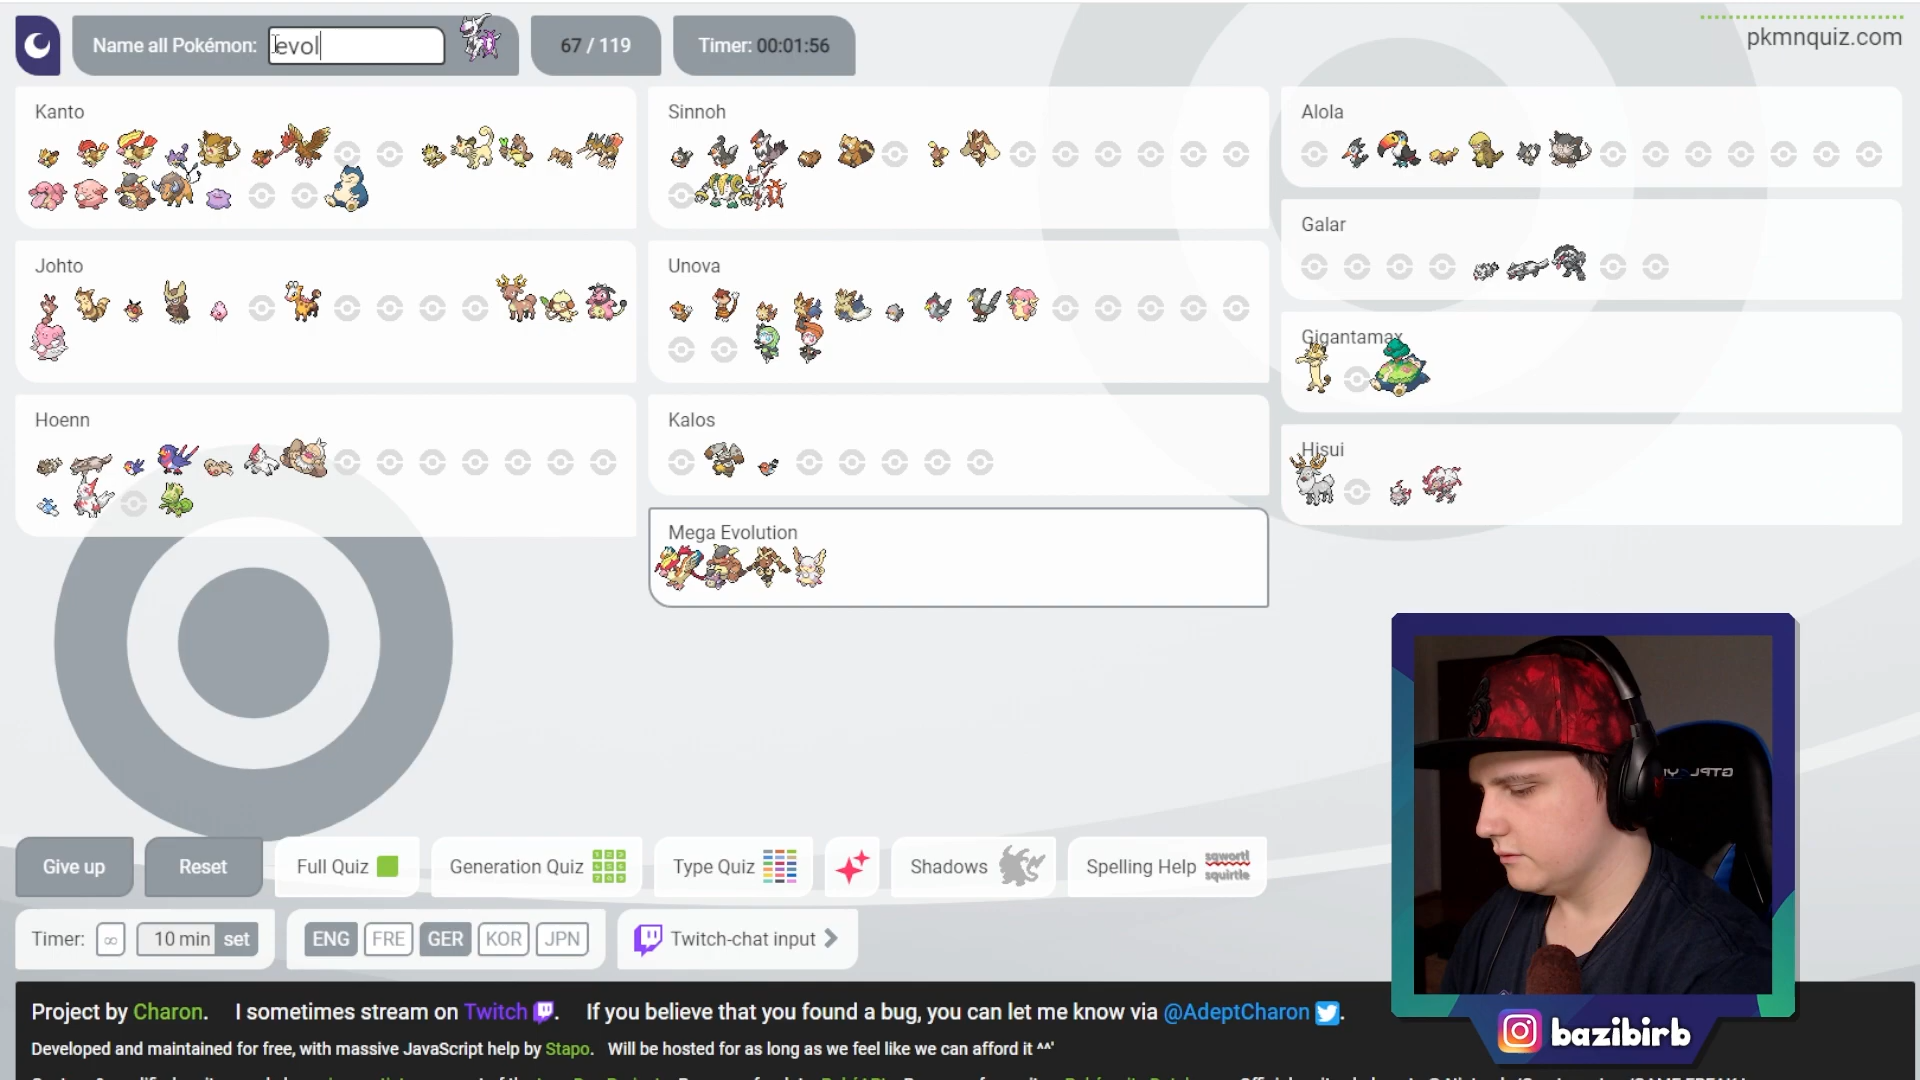 Name all Pokémon: evol
67 / 119
Timer: 00:01:56
pkmnquiz.com
Kanto
Sinnoh
Alola
Galar
Johto
Unova
Gigantamax
Hoenn
Kalos
Hisui
Mega Evolution
Give up
Reset
Full Quiz
Generation Quiz
Type Quiz
Shadows
Spelling Help
sqwortl
squirtle
Timer: ∞ 10 min set
ENG FRE GER KOR JPN
Twitch-chat input
bazibirb
Project by Charon. I sometimes stream on Twitch. If you believe that you found a bug, you can let me know via @AdeptCharon.
Developed and maintained for free, with massive JavaScript help by Stapo. Will be hosted for as long as we feel like we can afford it ^^'